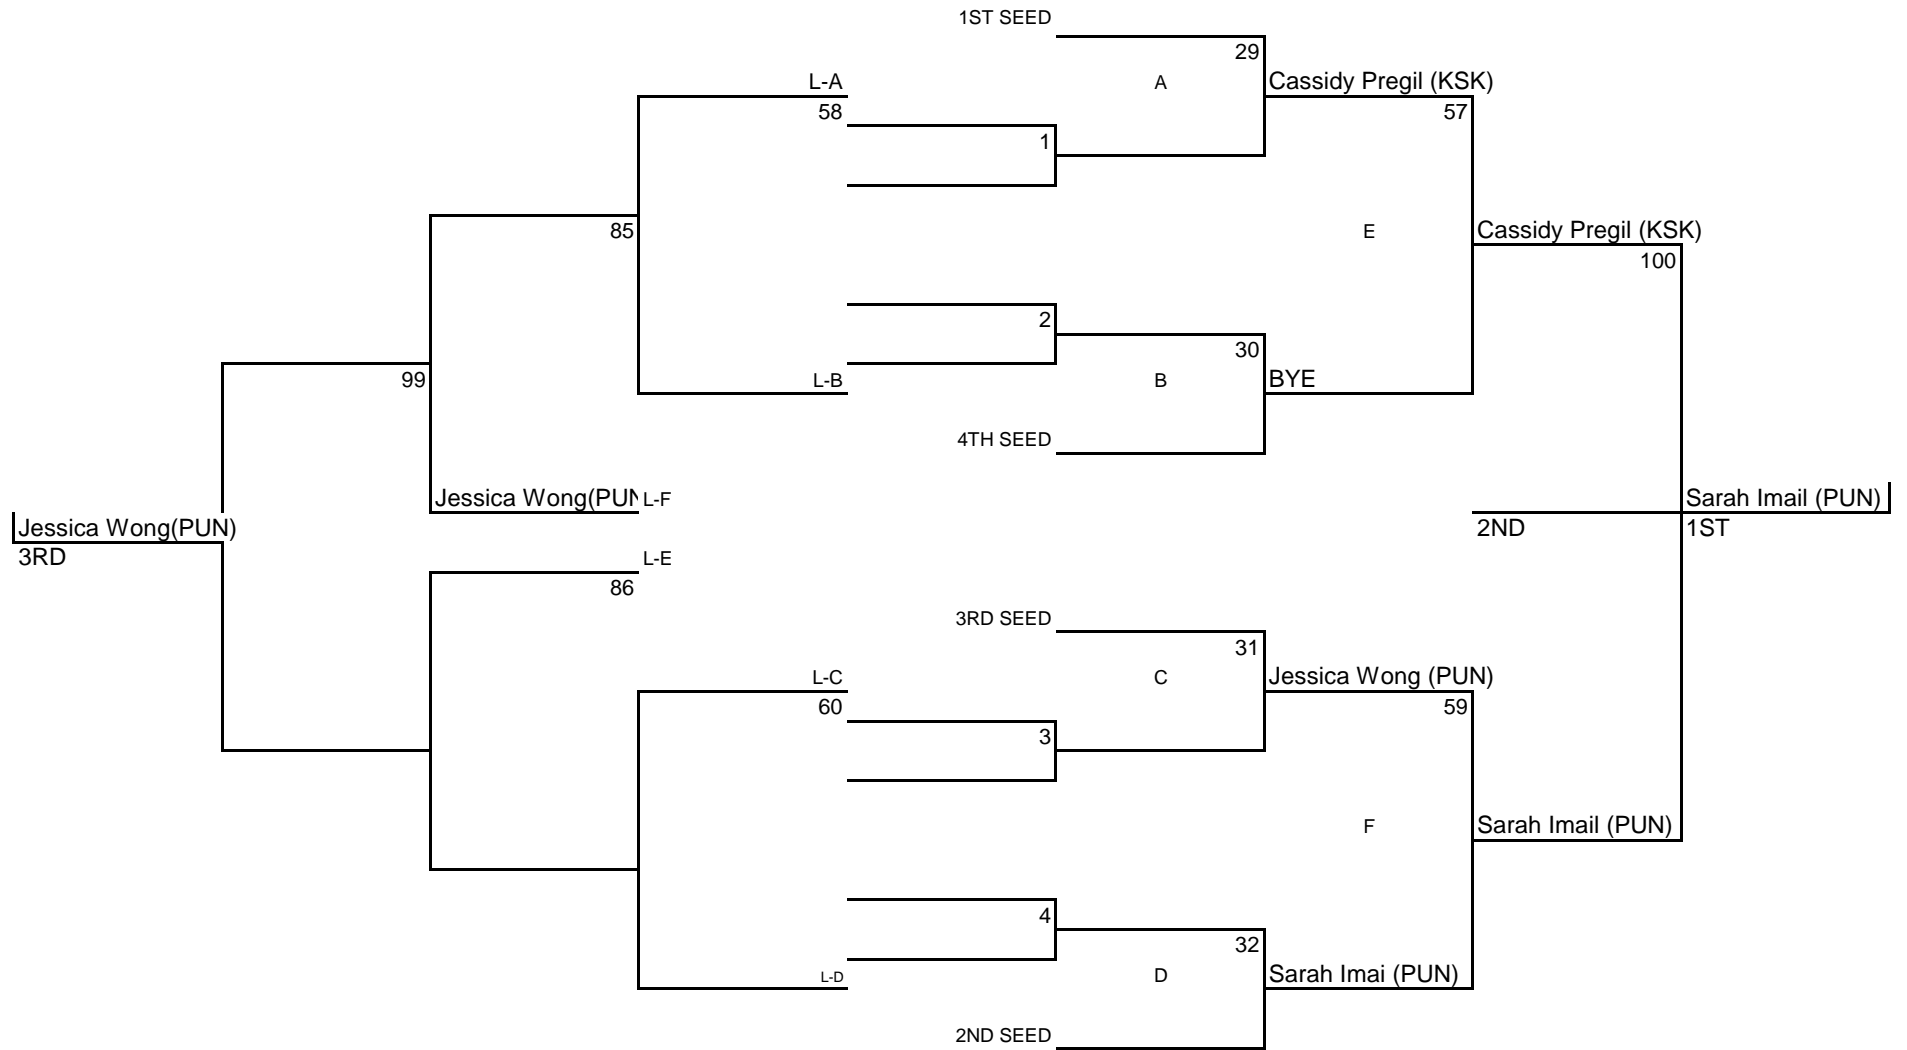 1ST SEED
29
L-A
A
Cassidy Pregil (KSK)
58
57
1
85
E
Cassidy Pregil (KSK)
100
2
30
99
L-B
B
BYE
4TH SEED
Jessica Wong(PUN
L-F
Sarah Imail (PUN)
Jessica Wong(PUN)
2ND
1ST
3RD
L-E
86
3RD SEED
31
L-C
C
Jessica Wong (PUN)
60
59
3
F
Sarah Imail (PUN)
4
32
L-D
D
Sarah Imai (PUN)
2ND SEED